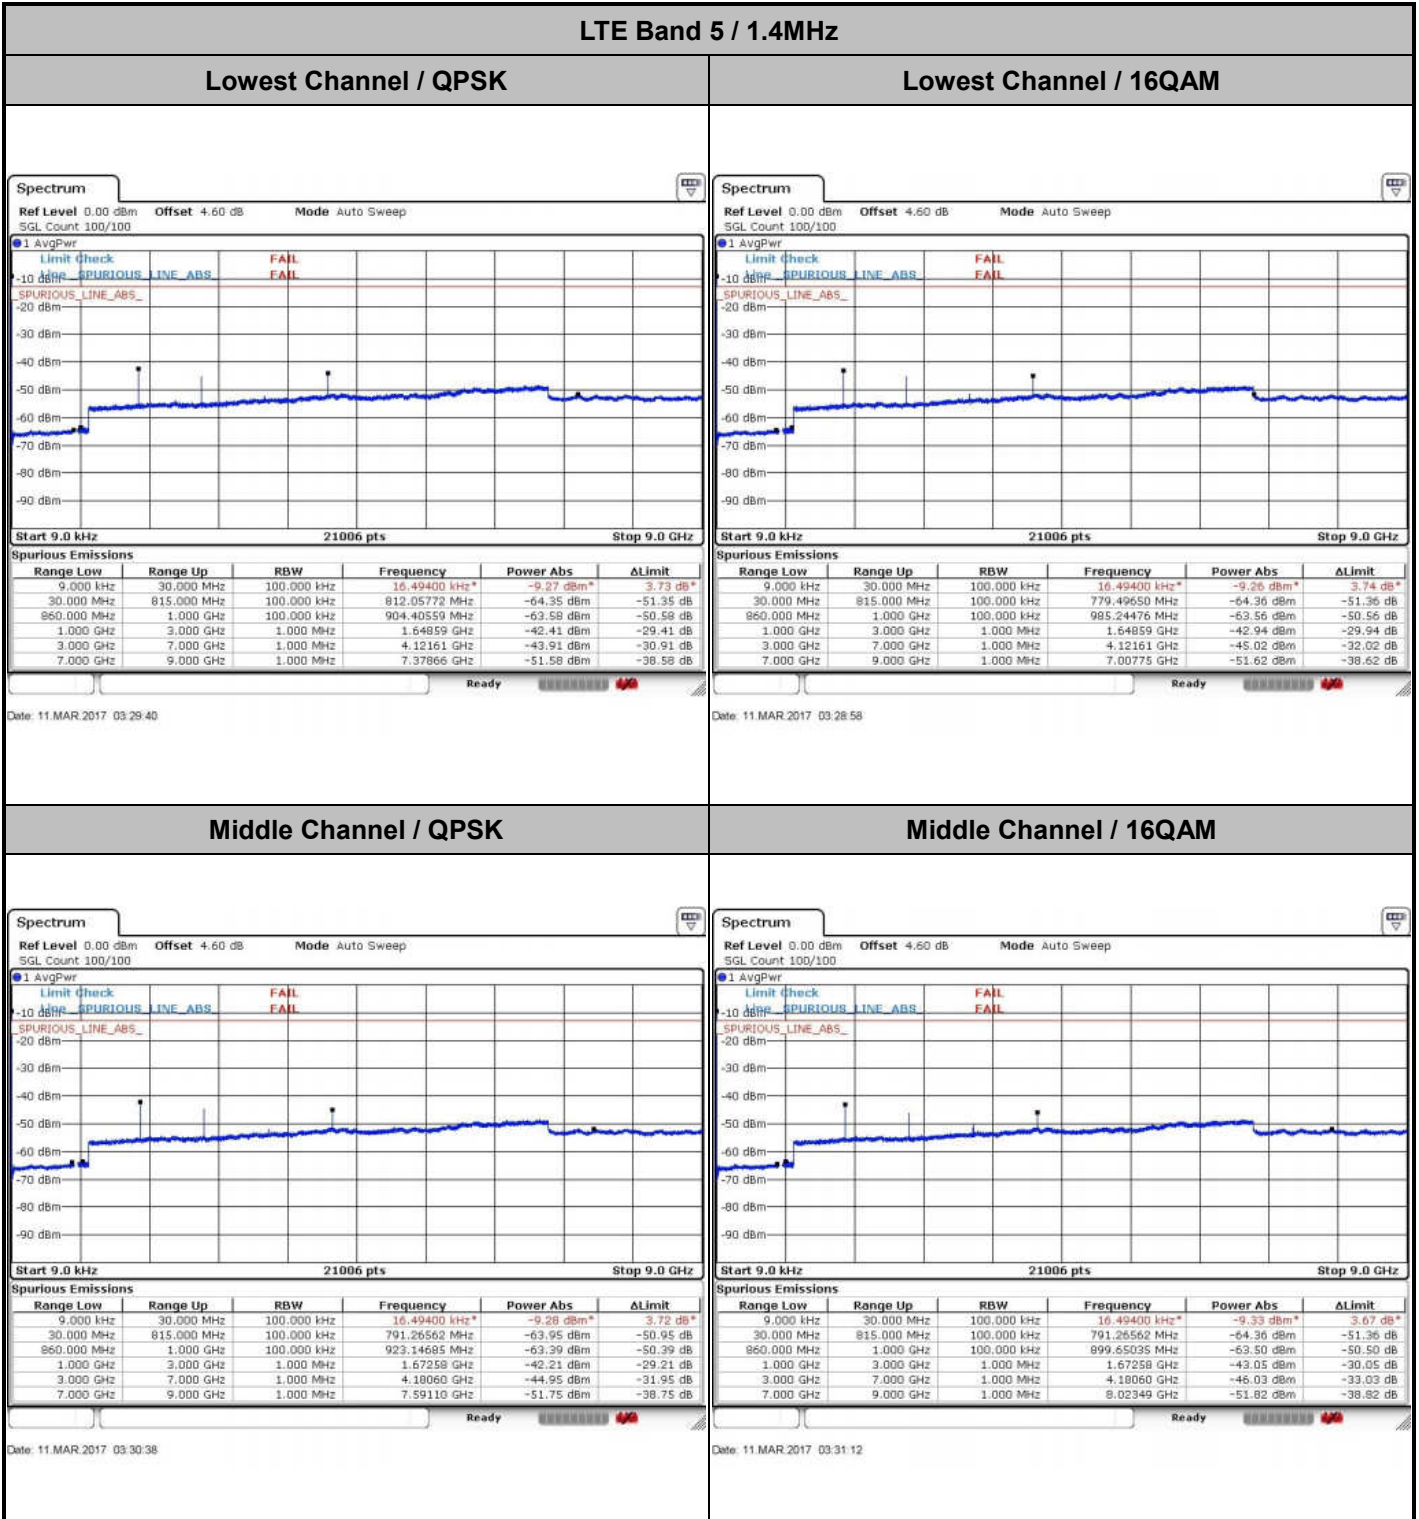 LTE Band 5 / 1.4MHz
Lowest Channel / QPSK
Lowest Channel / 16QAM
Spectrum
Ref Level 0.00 dBm Offset 4.60 dB Mode Auto Sweep
SGL Count 100/100
1 AvgPwr
Limit Check FAIL
Line _SPURIOUS_LINE_ABS_ FAIL
-10 dBm
_SPURIOUS_LINE_ABS_
-20 dBm
-30 dBm
-40 dBm
-50 dBm
-60 dBm
-70 dBm
-80 dBm
-90 dBm
Start 9.0 kHz 21006 pts Stop 9.0 GHz
Spurious Emissions
Range Low Range Up RBW Frequency Power Abs ΔLimit
9.000 kHz 30.000 MHz 100.000 kHz 16.49400 kHz* -9.27 dBm* 3.73 dB*
30.000 MHz 815.000 MHz 100.000 kHz 812.05772 MHz -64.35 dBm -51.35 dB
860.000 MHz 1.000 GHz 100.000 kHz 904.40559 MHz -63.58 dBm -50.58 dB
1.000 GHz 3.000 GHz 1.000 MHz 1.64859 GHz -42.41 dBm -29.41 dB
3.000 GHz 7.000 GHz 1.000 MHz 4.12161 GHz -43.91 dBm -30.91 dB
7.000 GHz 9.000 GHz 1.000 MHz 7.37866 GHz -51.58 dBm -38.58 dB
Ready
Date: 11.MAR.2017 03:29:40
Spectrum
Ref Level 0.00 dBm Offset 4.60 dB Mode Auto Sweep
SGL Count 100/100
1 AvgPwr
Limit Check FAIL
Line _SPURIOUS_LINE_ABS_ FAIL
-10 dBm
_SPURIOUS_LINE_ABS_
-20 dBm
-30 dBm
-40 dBm
-50 dBm
-60 dBm
-70 dBm
-80 dBm
-90 dBm
Start 9.0 kHz 21006 pts Stop 9.0 GHz
Spurious Emissions
Range Low Range Up RBW Frequency Power Abs ΔLimit
9.000 kHz 30.000 MHz 100.000 kHz 16.49400 kHz* -9.26 dBm* 3.74 dB*
30.000 MHz 815.000 MHz 100.000 kHz 779.49650 MHz -64.36 dBm -51.36 dB
860.000 MHz 1.000 GHz 100.000 kHz 985.24476 MHz -63.56 dBm -50.56 dB
1.000 GHz 3.000 GHz 1.000 MHz 1.64859 GHz -42.94 dBm -29.94 dB
3.000 GHz 7.000 GHz 1.000 MHz 4.12161 GHz -45.02 dBm -32.02 dB
7.000 GHz 9.000 GHz 1.000 MHz 7.00775 GHz -51.62 dBm -38.62 dB
Ready
Date: 11.MAR.2017 03:28:58
Middle Channel / QPSK
Middle Channel / 16QAM
Spectrum
Ref Level 0.00 dBm Offset 4.60 dB Mode Auto Sweep
SGL Count 100/100
1 AvgPwr
Limit Check FAIL
Line _SPURIOUS_LINE_ABS_ FAIL
-10 dBm
_SPURIOUS_LINE_ABS_
-20 dBm
-30 dBm
-40 dBm
-50 dBm
-60 dBm
-70 dBm
-80 dBm
-90 dBm
Start 9.0 kHz 21006 pts Stop 9.0 GHz
Spurious Emissions
Range Low Range Up RBW Frequency Power Abs ΔLimit
9.000 kHz 30.000 MHz 100.000 kHz 16.49400 kHz* -9.28 dBm* 3.72 dB*
30.000 MHz 815.000 MHz 100.000 kHz 791.26562 MHz -63.95 dBm -50.95 dB
860.000 MHz 1.000 GHz 100.000 kHz 923.14685 MHz -63.39 dBm -50.39 dB
1.000 GHz 3.000 GHz 1.000 MHz 1.67258 GHz -42.21 dBm -29.21 dB
3.000 GHz 7.000 GHz 1.000 MHz 4.18060 GHz -44.95 dBm -31.95 dB
7.000 GHz 9.000 GHz 1.000 MHz 7.59110 GHz -51.75 dBm -38.75 dB
Ready
Date: 11.MAR.2017 03:30:38
Spectrum
Ref Level 0.00 dBm Offset 4.60 dB Mode Auto Sweep
SGL Count 100/100
1 AvgPwr
Limit Check FAIL
Line _SPURIOUS_LINE_ABS_ FAIL
-10 dBm
_SPURIOUS_LINE_ABS_
-20 dBm
-30 dBm
-40 dBm
-50 dBm
-60 dBm
-70 dBm
-80 dBm
-90 dBm
Start 9.0 kHz 21006 pts Stop 9.0 GHz
Spurious Emissions
Range Low Range Up RBW Frequency Power Abs ΔLimit
9.000 kHz 30.000 MHz 100.000 kHz 16.49400 kHz* -9.33 dBm* 3.67 dB*
30.000 MHz 815.000 MHz 100.000 kHz 791.26562 MHz -64.36 dBm -51.36 dB
860.000 MHz 1.000 GHz 100.000 kHz 899.65035 MHz -63.50 dBm -50.50 dB
1.000 GHz 3.000 GHz 1.000 MHz 1.67258 GHz -43.05 dBm -30.05 dB
3.000 GHz 7.000 GHz 1.000 MHz 4.18060 GHz -46.03 dBm -33.03 dB
7.000 GHz 9.000 GHz 1.000 MHz 8.02349 GHz -51.82 dBm -38.82 dB
Ready
Date: 11.MAR.2017 03:31:12